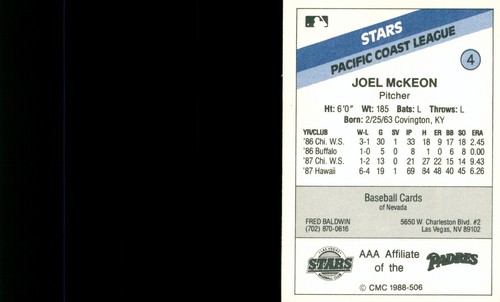 STARS
PACIFIC COAST LEAGUE
4
JOEL McKEON
Pitcher
Ht: 6'0" Wt: 185 Bats: L Throws: L
Born: 2/25/63 Covington, KY
YR/CLUB W-L G SV IP H ER BB SO ERA
'86 Chi. W.S. 3-1 30 1 33 18 9 17 18 2.45
'86 Buffalo 1-0 5 0 8 1 0 6 8 0.00
'87 Chi. W.S. 1-2 13 0 21 27 22 15 14 9.43
'87 Hawaii 6-4 19 1 69 84 48 40 45 6.26
Baseball Cards
of Nevada
FRED BALDWIN 5650 W. Charleston Blvd. #2
(702) 870-0616 Las Vegas, NV 89102
LAS VEGAS
STARS
BASEBALL CLUB
AAA Affiliate
of the
PADRES
© CMC 1988-506